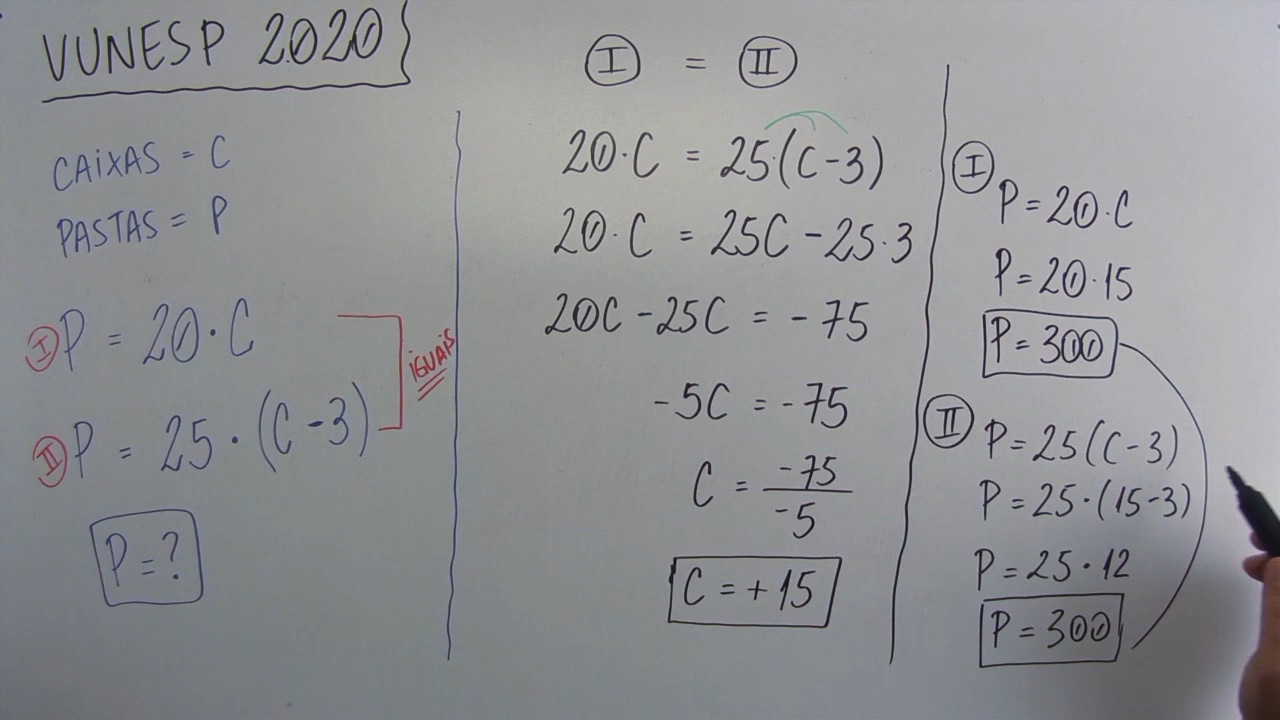 VUNESP 2020
CAIXAS = C
PASTAS = P
I P = 20·C
II P = 25·(C-3)
IGUAIS
P = ?
I = II
20·C = 25·(C-3)
20·C = 25C - 25·3
20C - 25C = -75
-5C = -75
C = -75/-5
C = +15
I
P = 20·C
P = 20·15
P = 300
II
P = 25(C-3)
P = 25·(15-3)
P = 25·12
P = 300